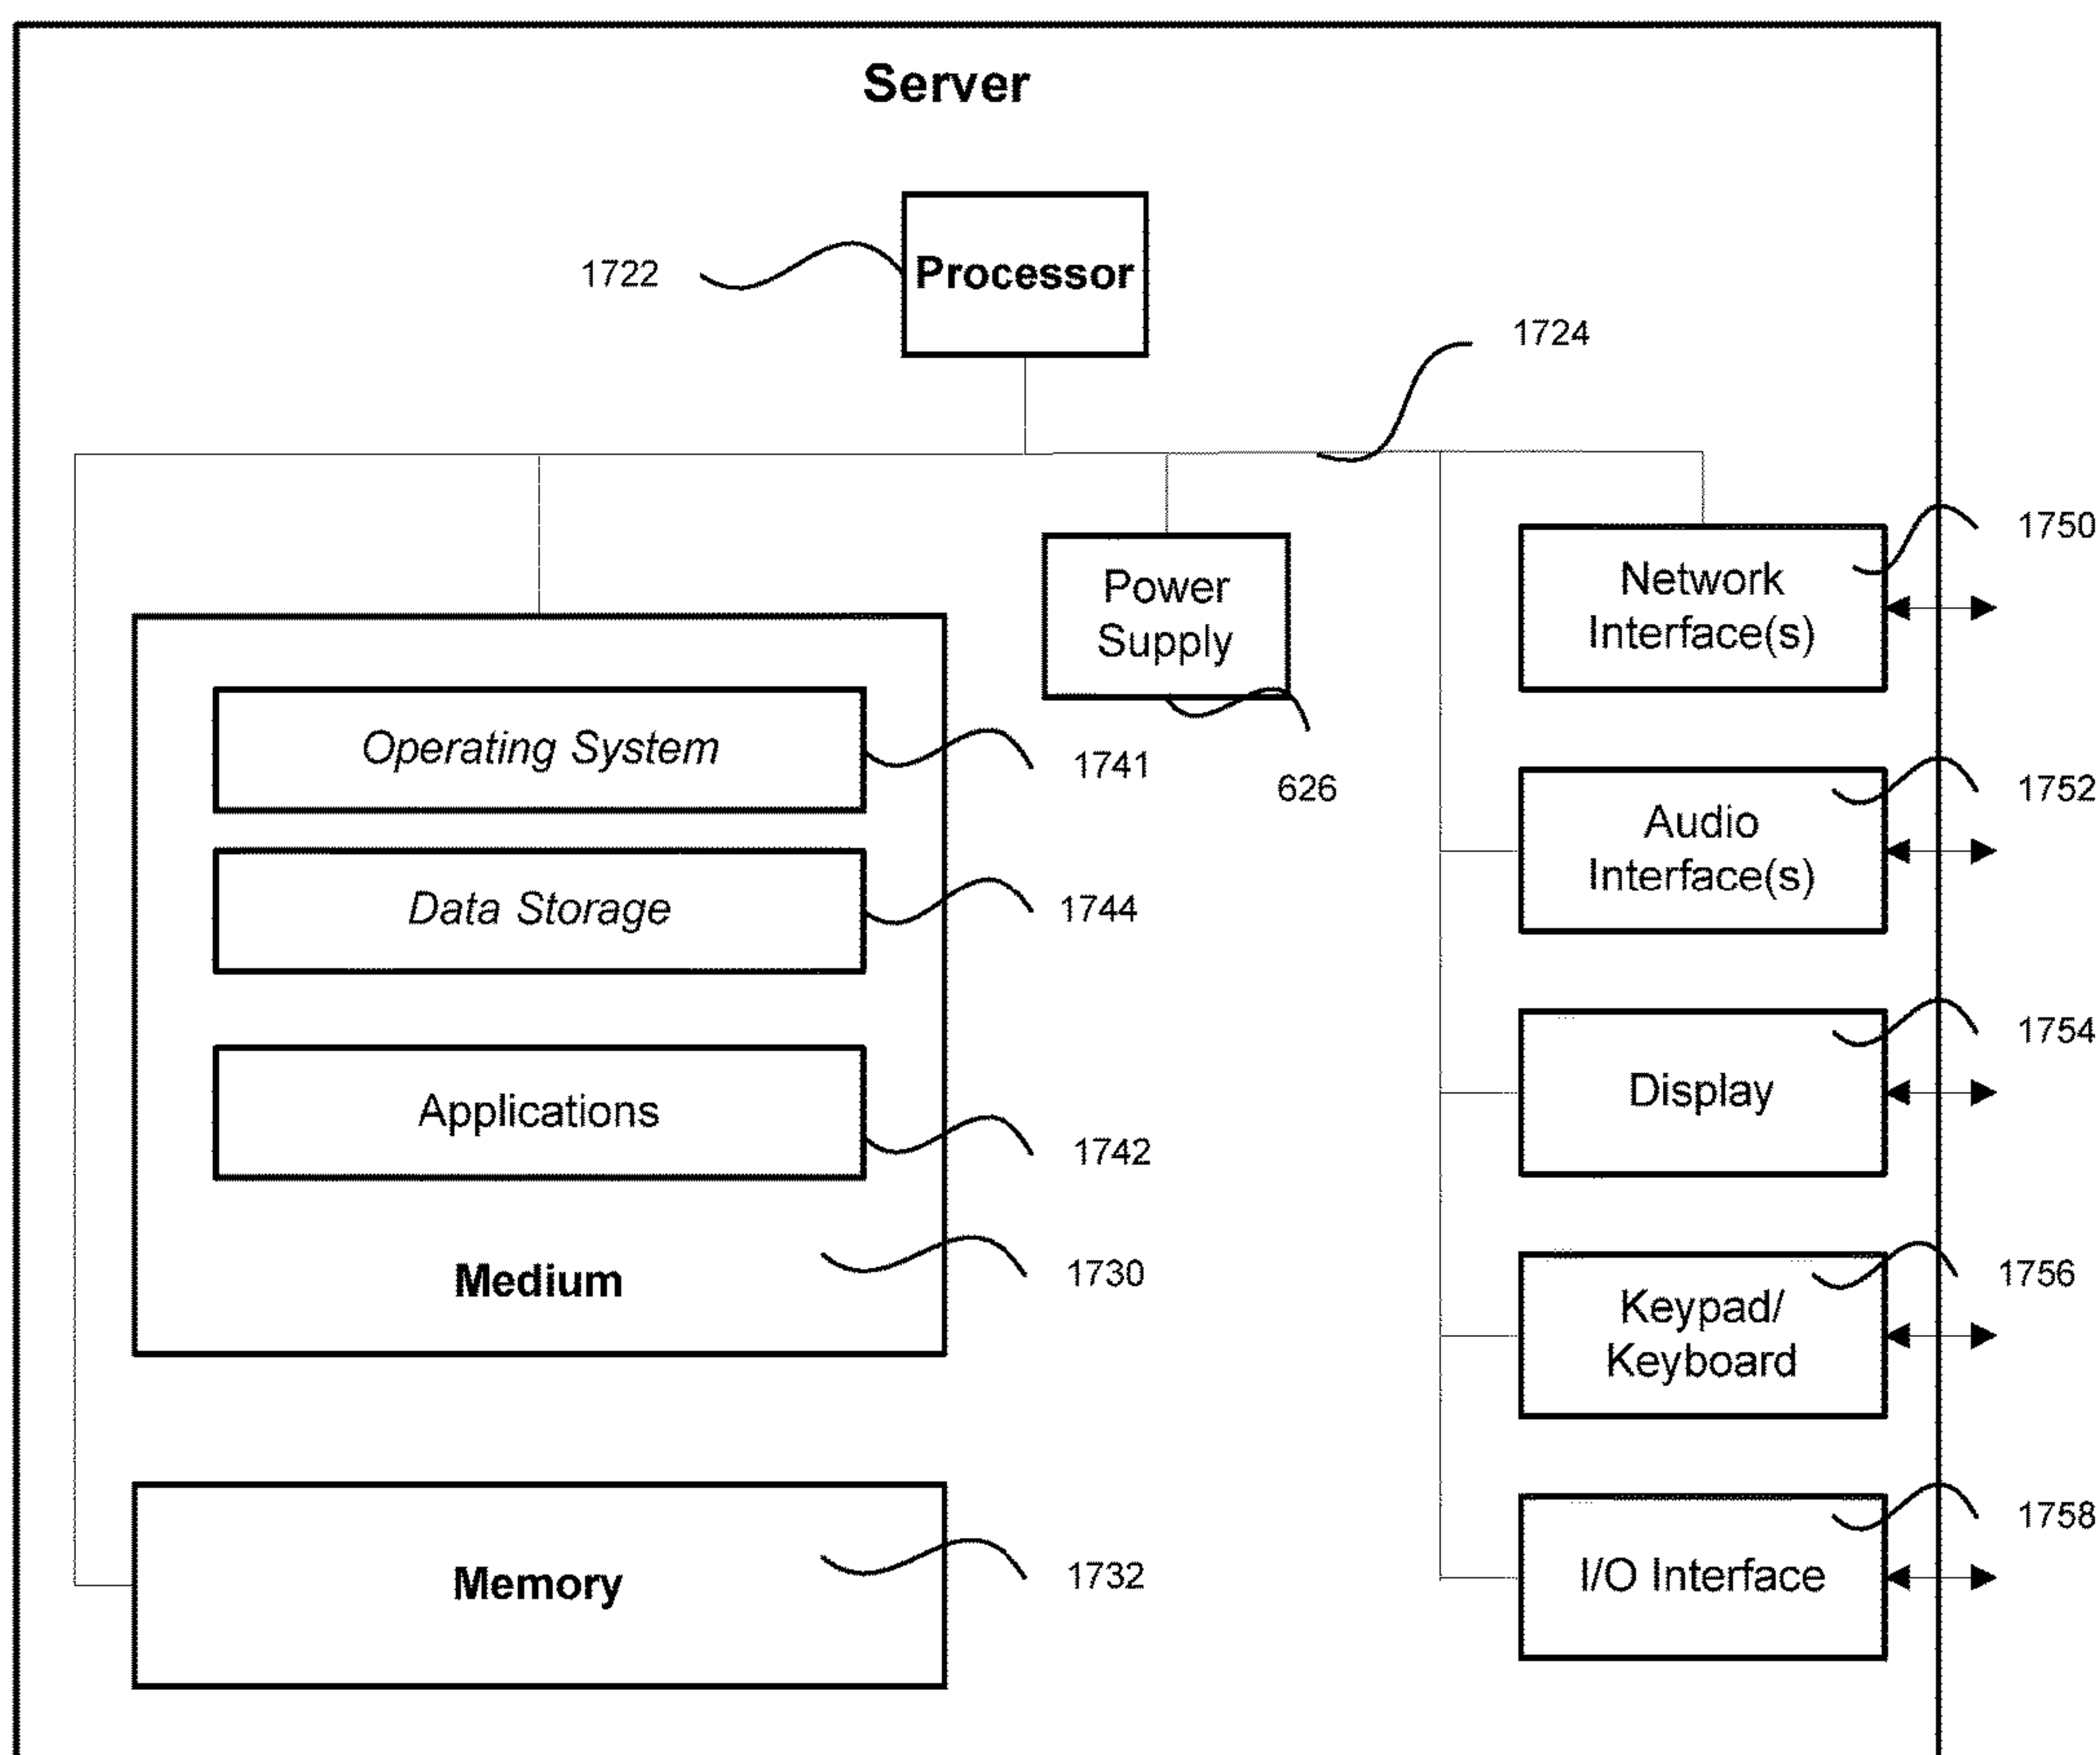 Server
1722
Processor
1724
Power
Supply
626
1750
Network
Interface(s)
Operating System
1741
1752
Audio
Interface(s)
Data Storage
1744
1754
Display
Applications
1742
Medium
1730
1756
Keypad/
Keyboard
Memory
1732
1758
I/O Interface